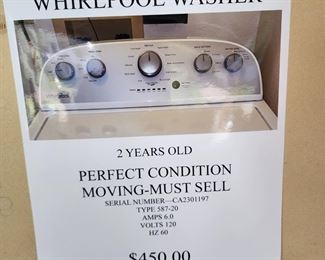 WHIRLPOOL WASHER
2 YEARS OLD
PERFECT CONDITION
MOVING-MUST SELL
SERIAL NUMBER—CA2301197
TYPE 587-20
AMPS 6.0
VOLTS 120
HZ 60
$450.00